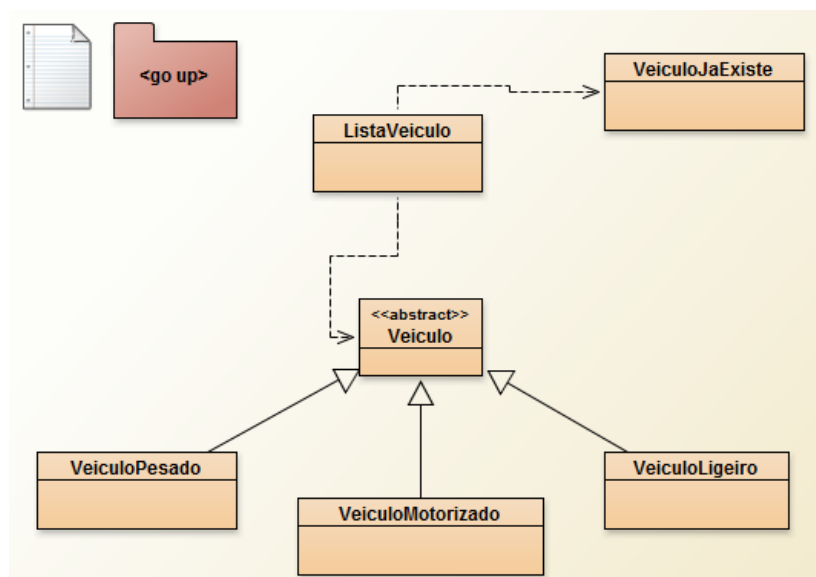 <go up>
VeiculoJaExiste
ListaVeiculo
<<abstract>>
Veiculo
VeiculoPesado
VeiculoLigeiro
VeiculoMotorizado